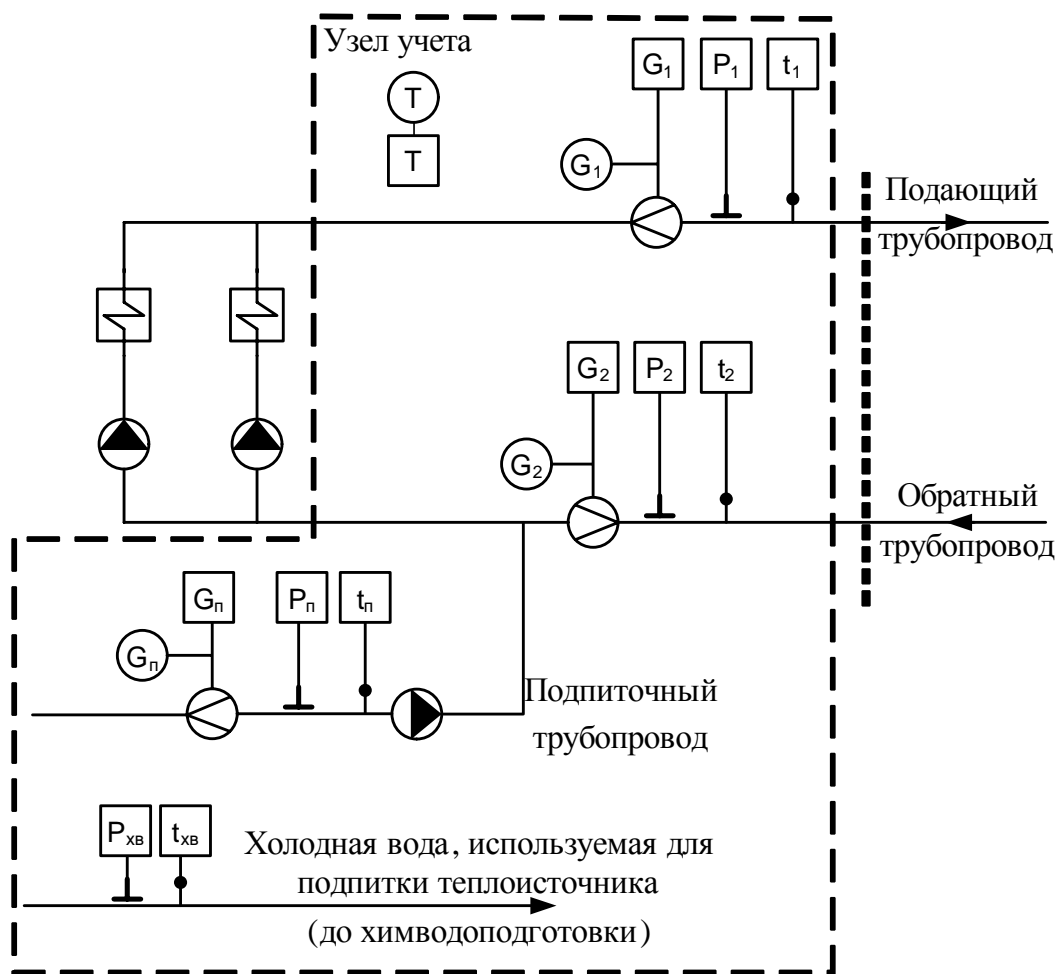 Узел учета
G1 P1 t1
T
G1
T
Подающий
трубопровод
G2 P2 t2
G2
Обратный
трубопровод
Gп Pп tп
Gп
Подпиточный
трубопровод
Pхв tхв
Холодная вода, используемая для
подпитки теплоисточника
(до химводоподготовки)